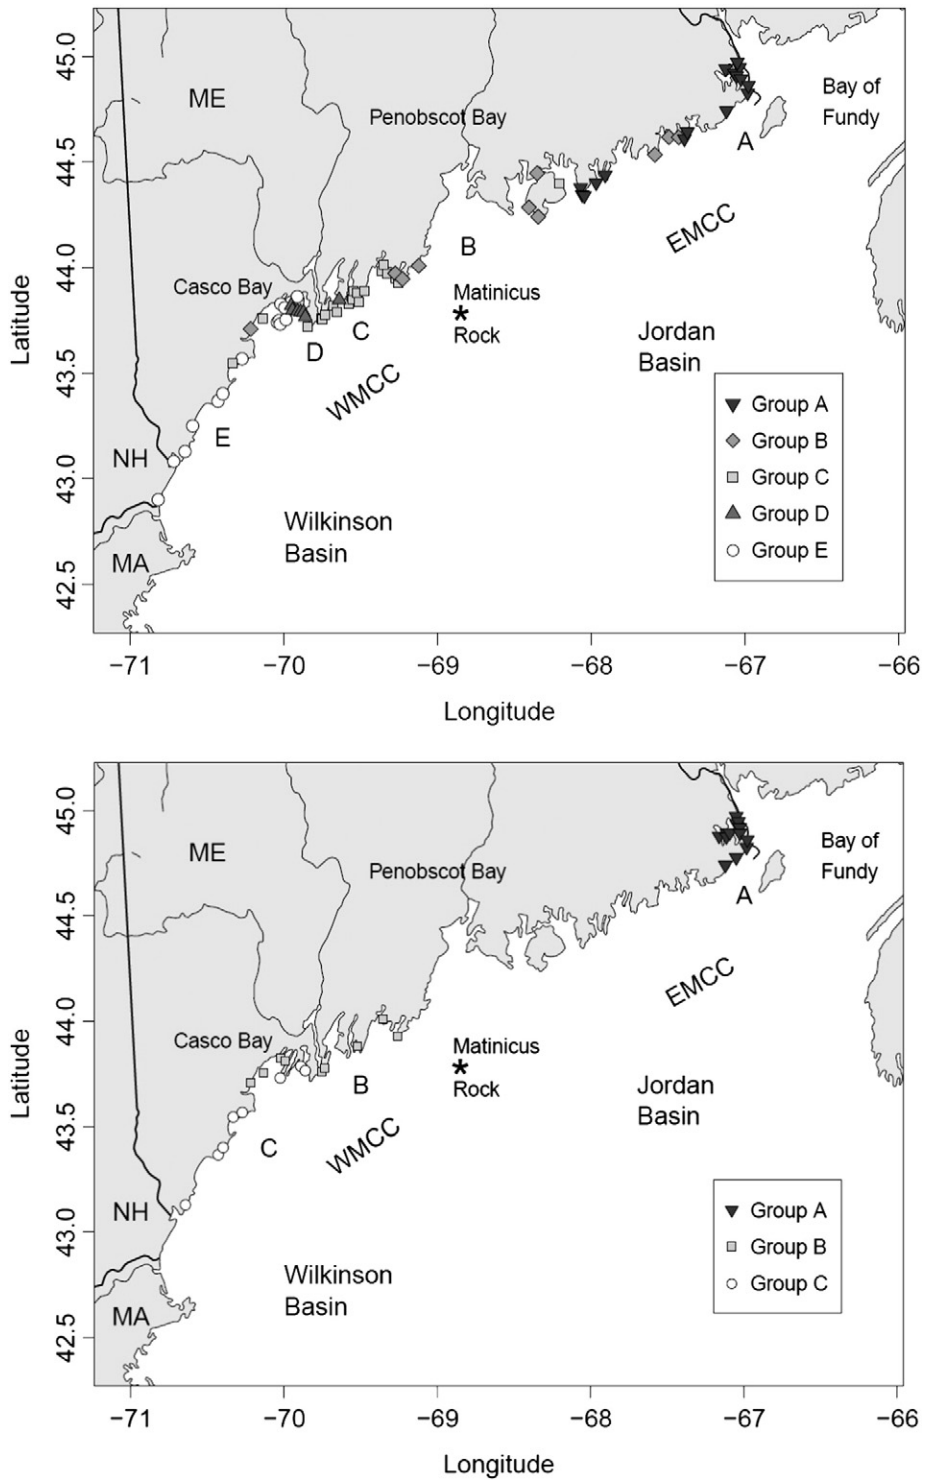 45.0
44.5
44.0
43.5
43.0
42.5
Latitude
ME
Penobscot Bay
Bay of
Fundy
A
EMCC
B
Casco Bay
Matinicus
*
Rock
C
D
Jordan
Basin
WMCC
E
NH
Wilkinson
Basin
MA
Group A
Group B
Group C
Group D
Group E
−71
−70
−69
−68
−67
−66
Longitude
45.0
44.5
44.0
43.5
43.0
42.5
Latitude
ME
Penobscot Bay
Bay of
Fundy
A
EMCC
Casco Bay
Matinicus
*
Rock
B
Jordan
Basin
WMCC
C
NH
Wilkinson
Basin
MA
Group A
Group B
Group C
−71
−70
−69
−68
−67
−66
Longitude